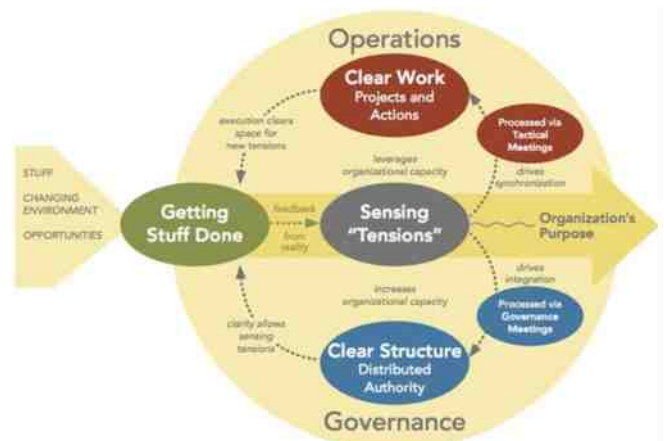 Operations
Clear Work
Projects and
Actions
Processed via
Tactical
Meetings
execution clears
space for
new tensions
leverages
organizational capacity
drives
synchronization
STUFF
CHANGING
ENVIRONMENT
OPPORTUNITIES
Getting
Stuff Done
feedback
from
reality
Sensing
"Tensions"
Organization's
Purpose
drives
integration
increases
organizational capacity
clarity allows
sensing
tensions
Processed via
Governance
Meetings
Clear Structure
Distributed
Authority
Governance